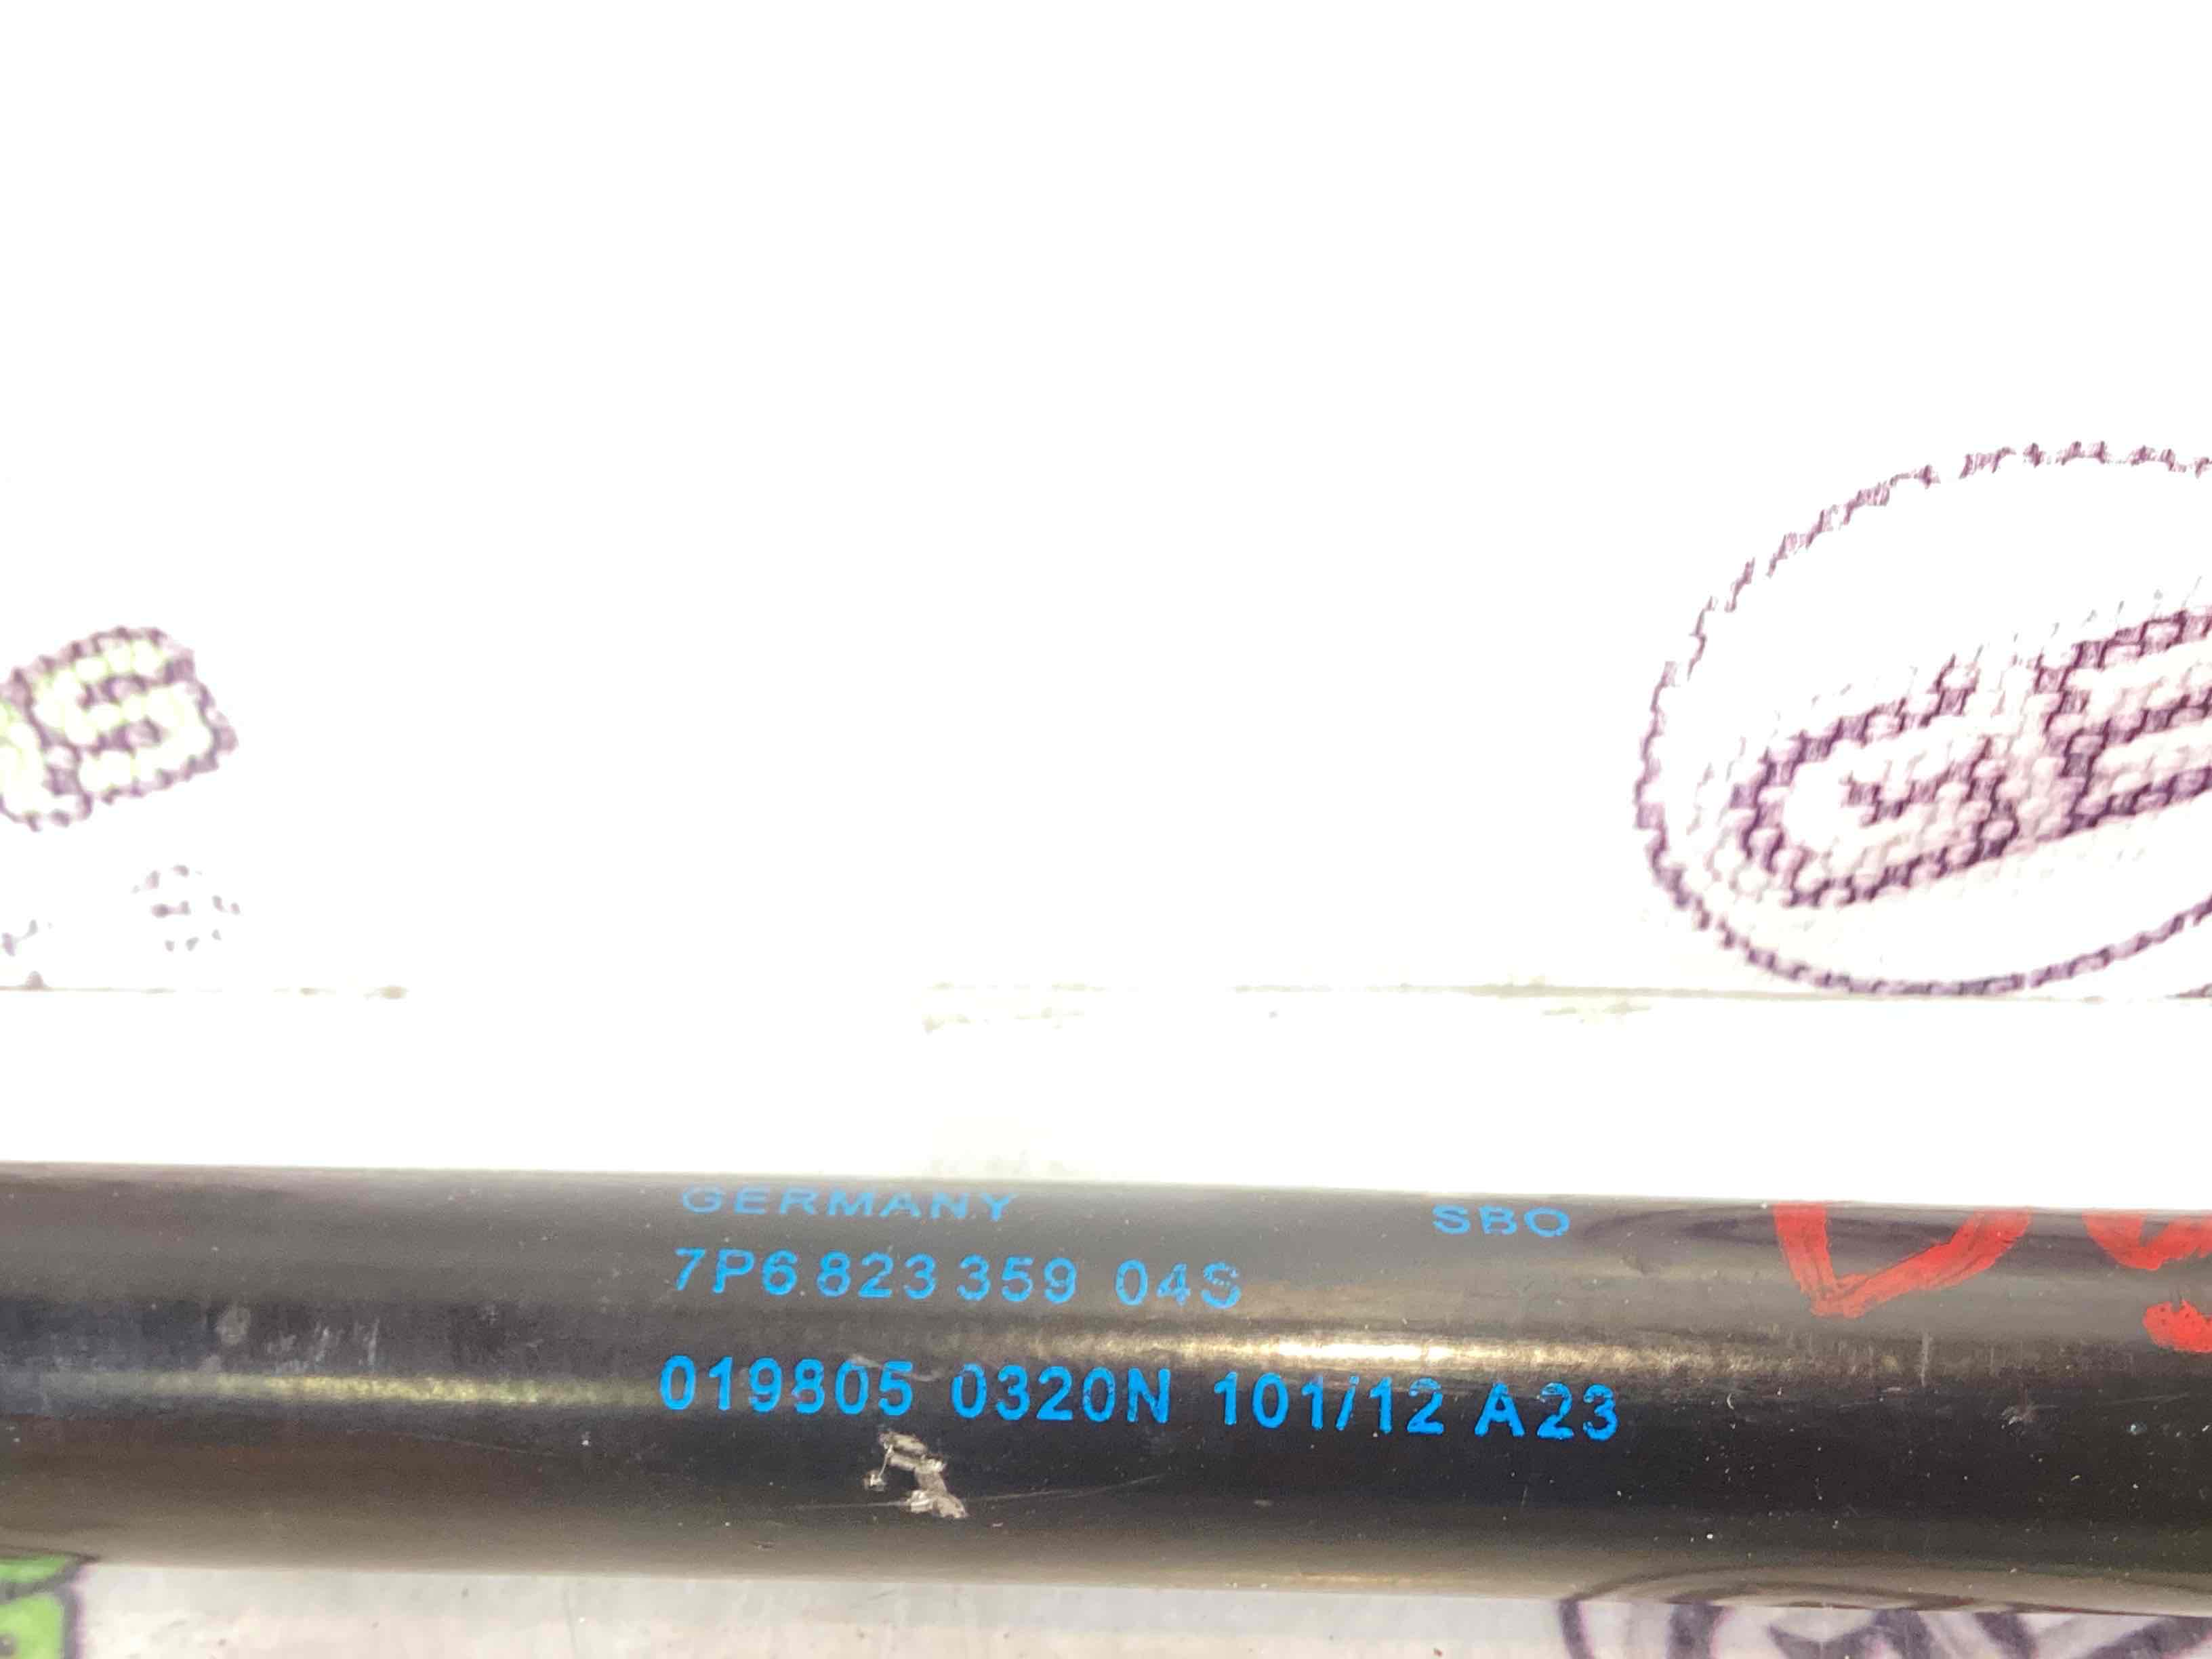 GERMANY SBO
7P6 823 359 04S
019805 0320N 101/12 A23